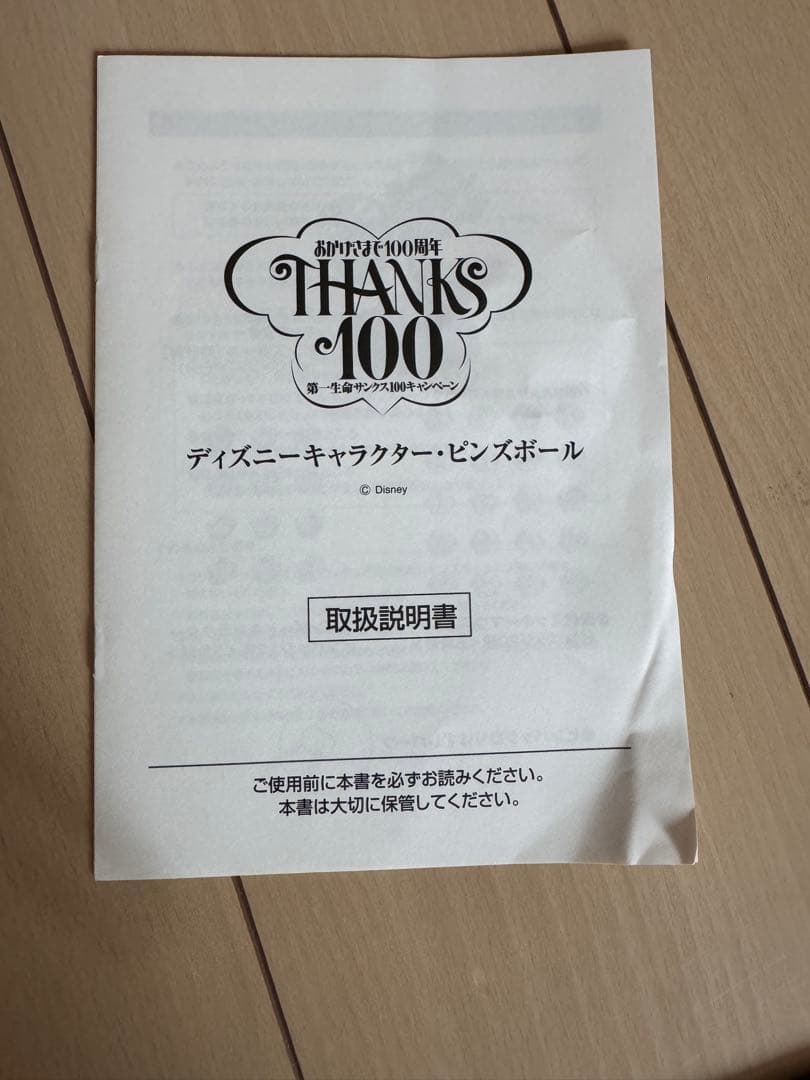 おかげさまで100周年
THANKS
100
第一生命サンクス100キャンペーン
ディズニーキャラクター・ピンズボール
© Disney
取扱説明書
ご使用前に本書を必ずお読みください。
本書は大切に保管してください。